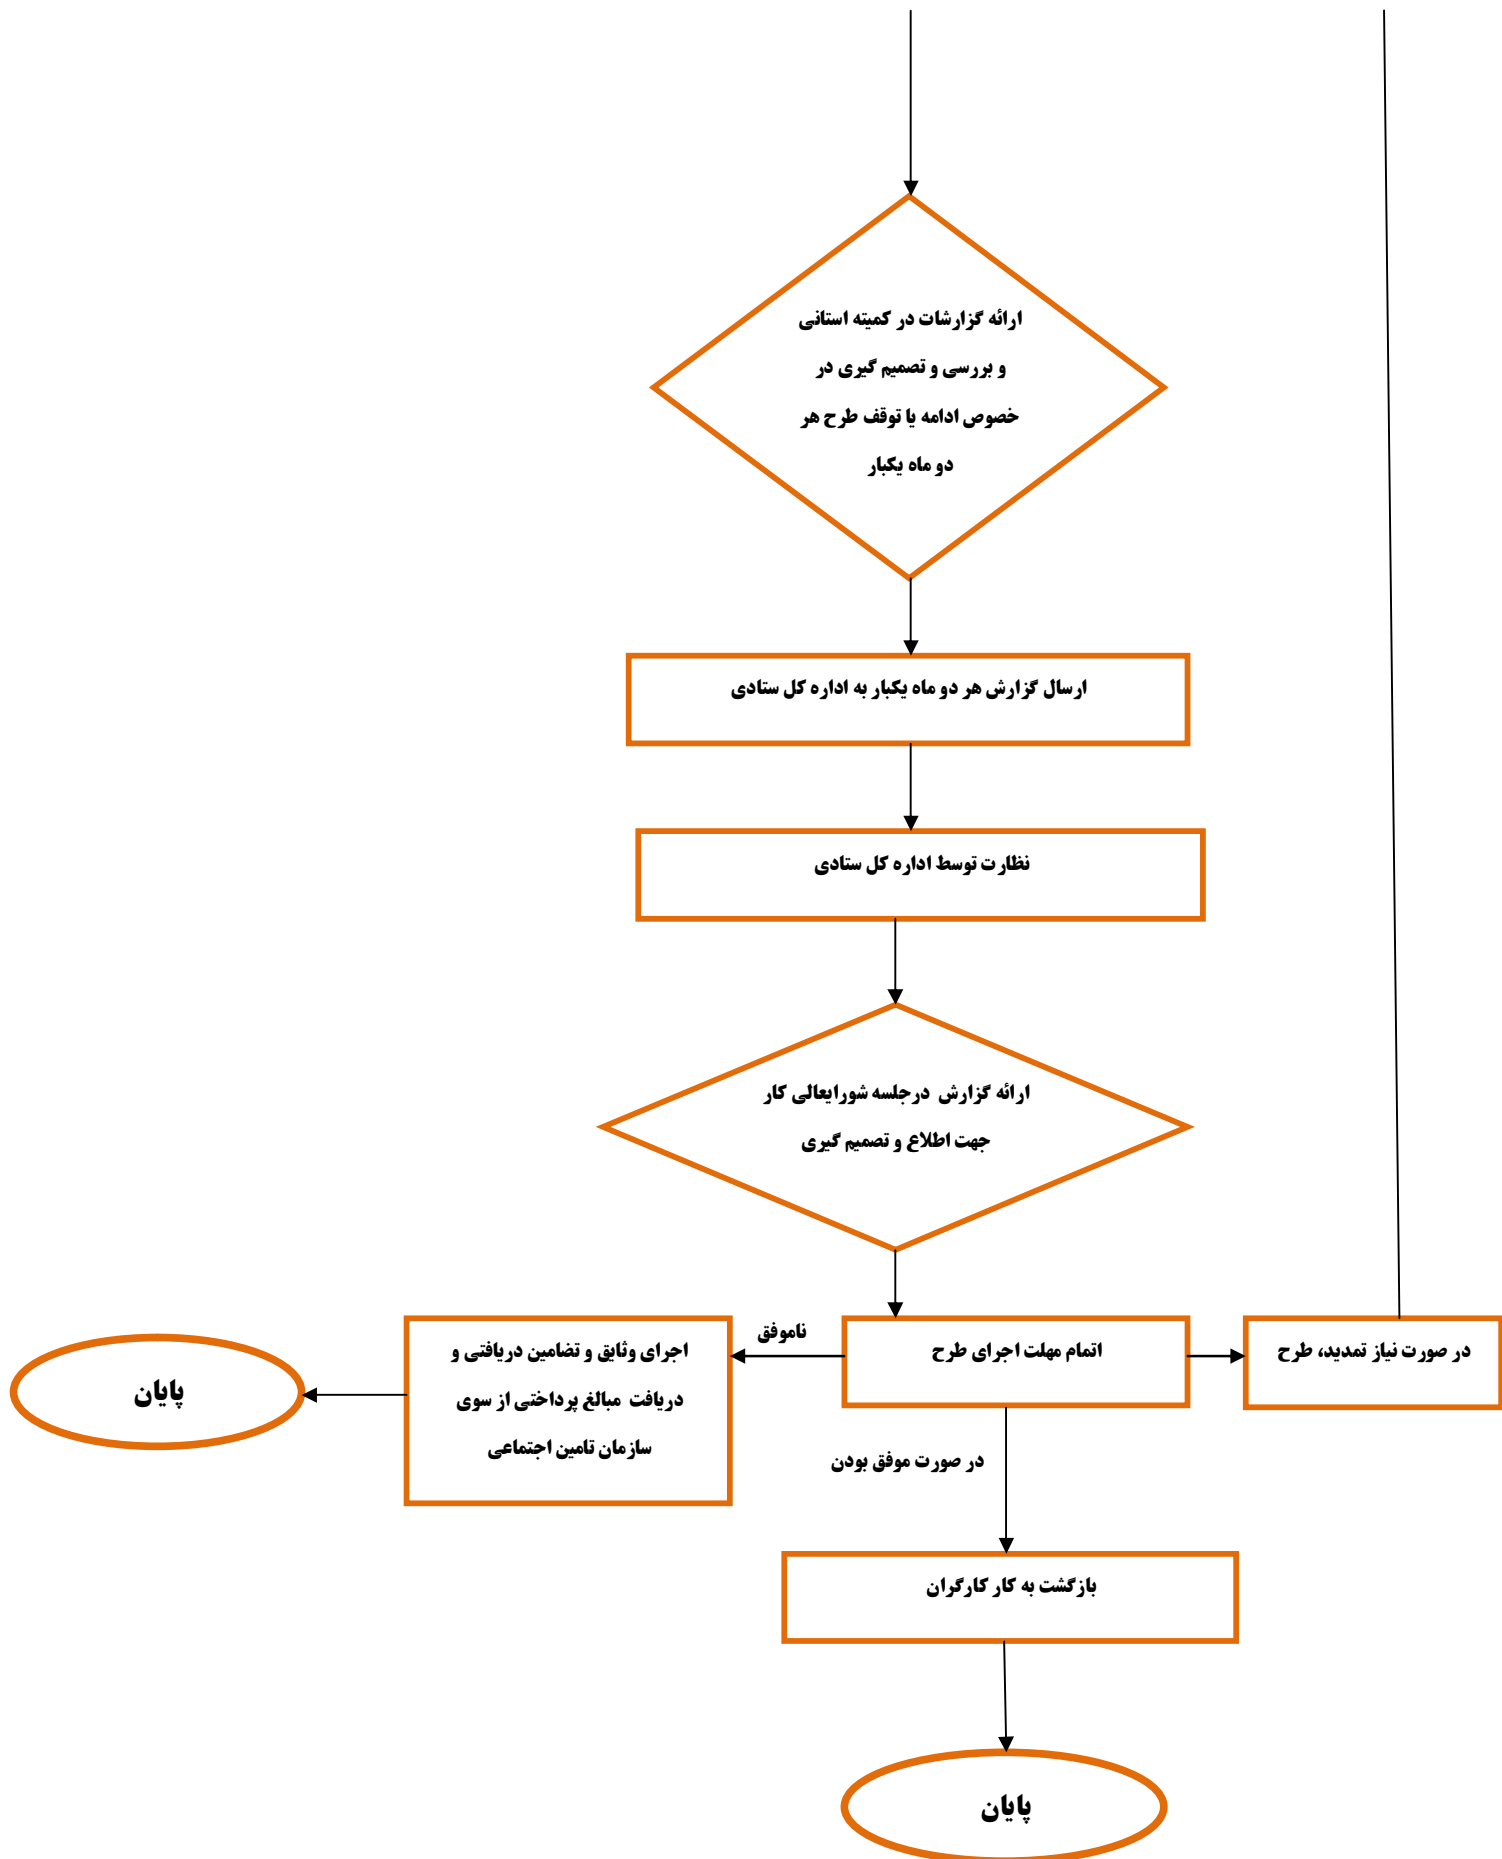 ارائه گزارشات در کمیته استانی
و بررسی و تصمیم گیری در
خصوص ادامه یا توقف طرح هر
دو ماه یکبار
ارسال گزارش هر دو ماه یکبار به اداره کل ستادی
نظارت توسط اداره کل ستادی
ارائه گزارش درجلسه شورایعالی کار
جهت اطلاع و تصمیم گیری
در صورت نیاز تمدید، طرح
اتمام مهلت اجرای طرح
ناموفق
اجرای وثایق و تضامین دریافتی و
دریافت مبالغ پرداختی از سوی
سازمان تامین اجتماعی
پایان
در صورت موفق بودن
بازگشت به کار کارگران
پایان